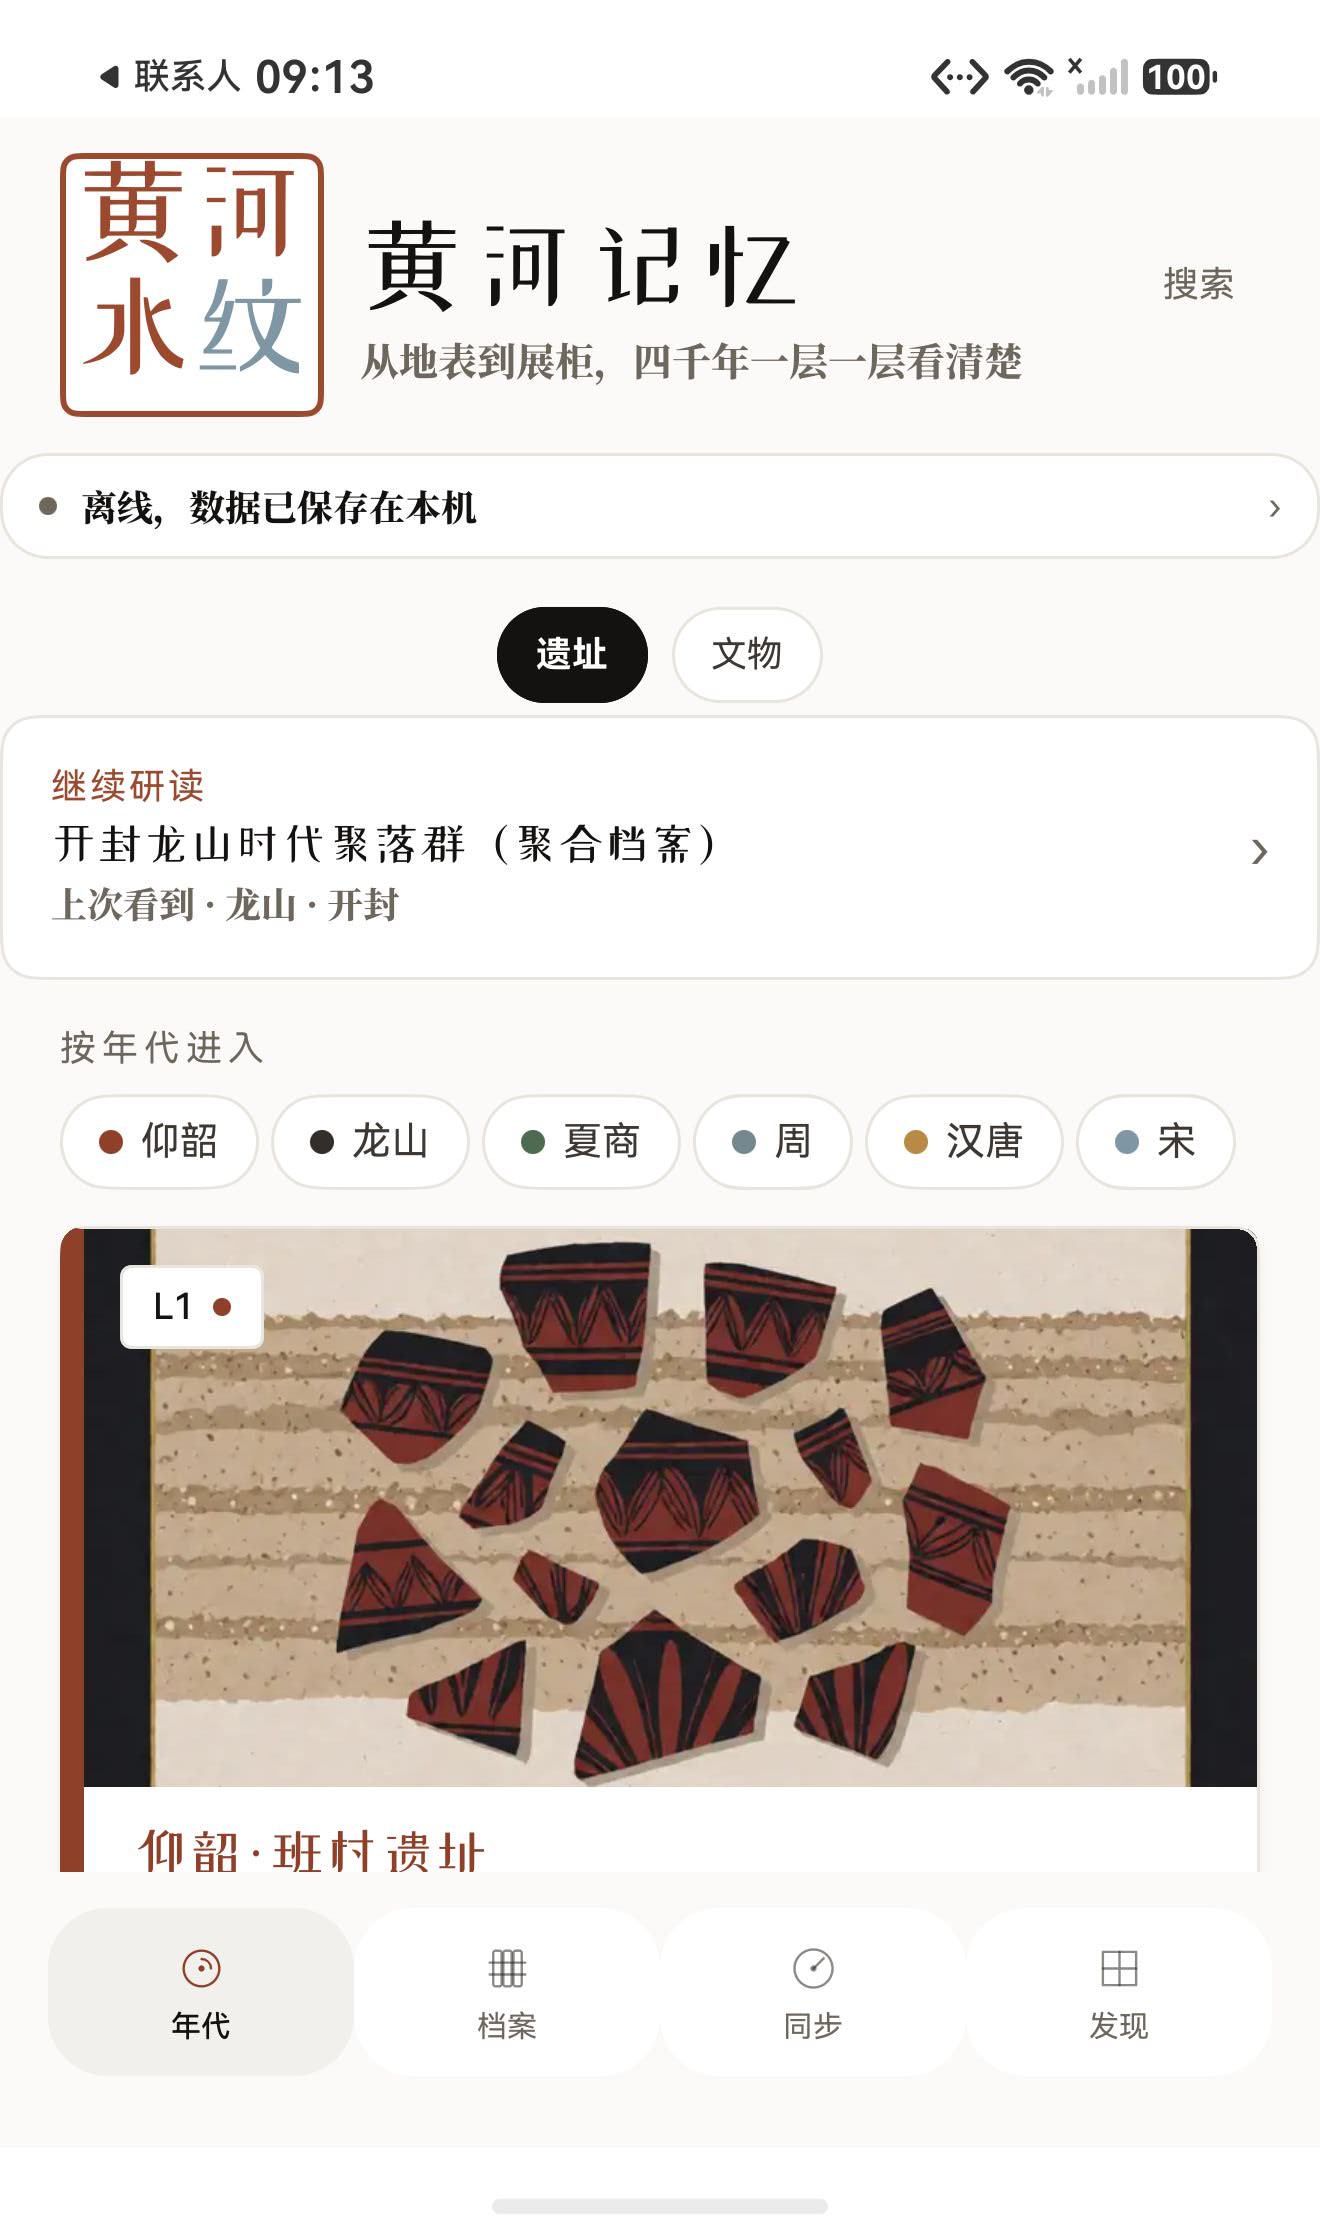 联系人 09:13 100
黄河
水纹
黄河记忆
搜索
从地表到展柜，四千年一层一层看清楚
离线，数据已保存在本机
遗址 文物
继续研读
开封龙山时代聚落群（聚合档案）
上次看到·龙山·开封
按年代进入
仰韶 龙山 夏商 周 汉唐 宋
L1
仰韶·班村遗址
年代 档案 同步 发现